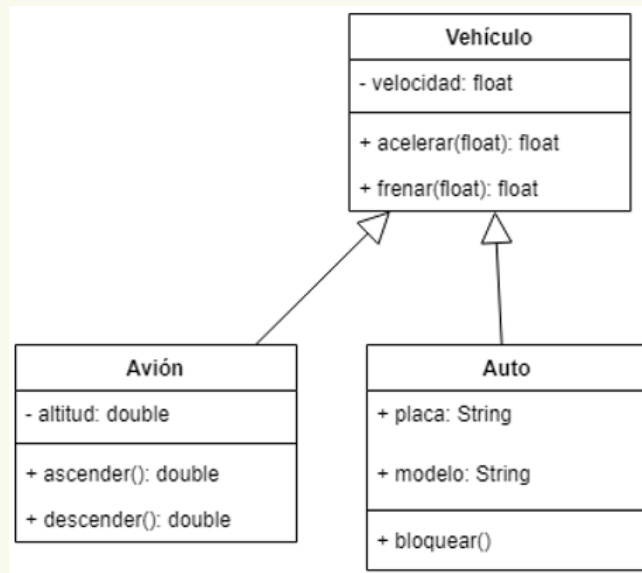 Vehículo
- velocidad: float
+ acelerar(float): float
+ frenar(float): float
Avión
- altitud: double
+ ascender(): double
+ descender(): double
Auto
+ placa: String
+ modelo: String
+ bloquear()